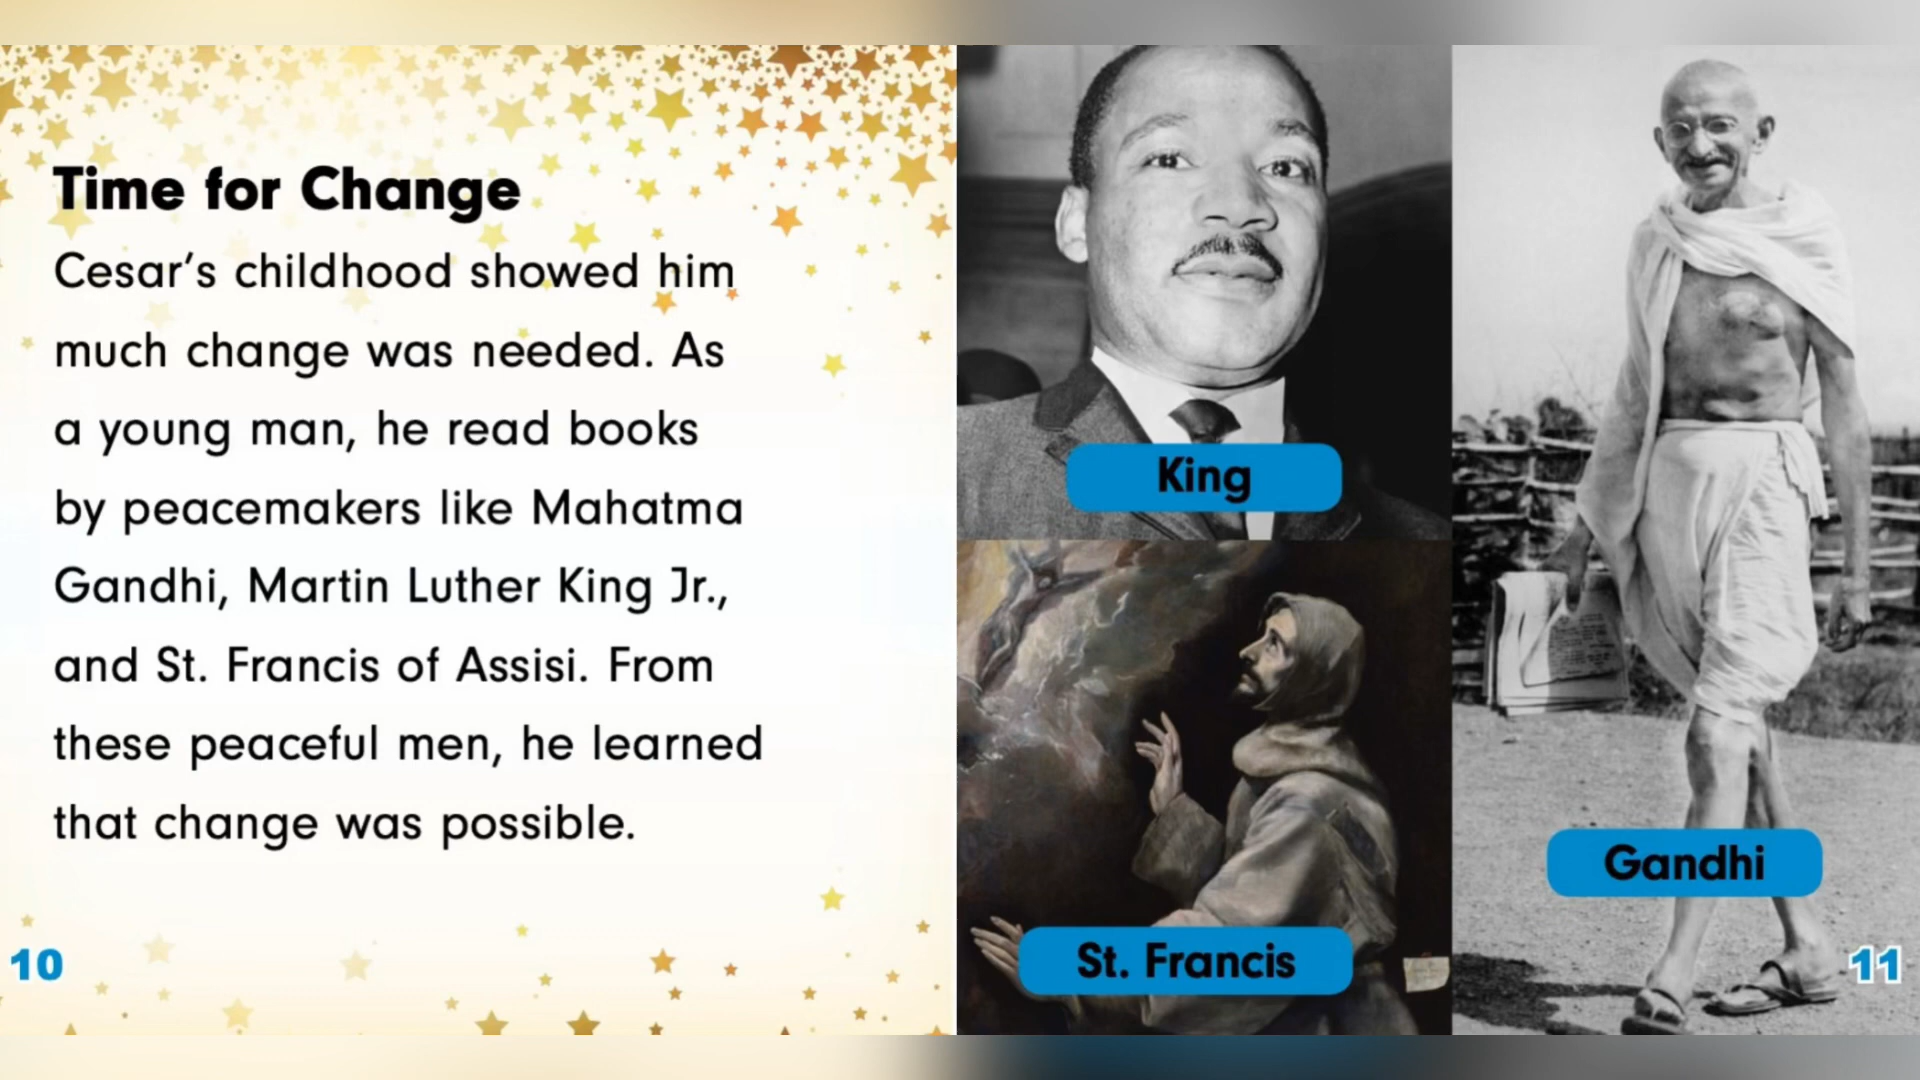 Time for Change
Cesar's childhood showed him
much change was needed. As
a young man, he read books
by peacemakers like Mahatma
Gandhi, Martin Luther King Jr.,
and St. Francis of Assisi. From
these peaceful men, he learned
that change was possible.
10
King
St. Francis
Gandhi
11